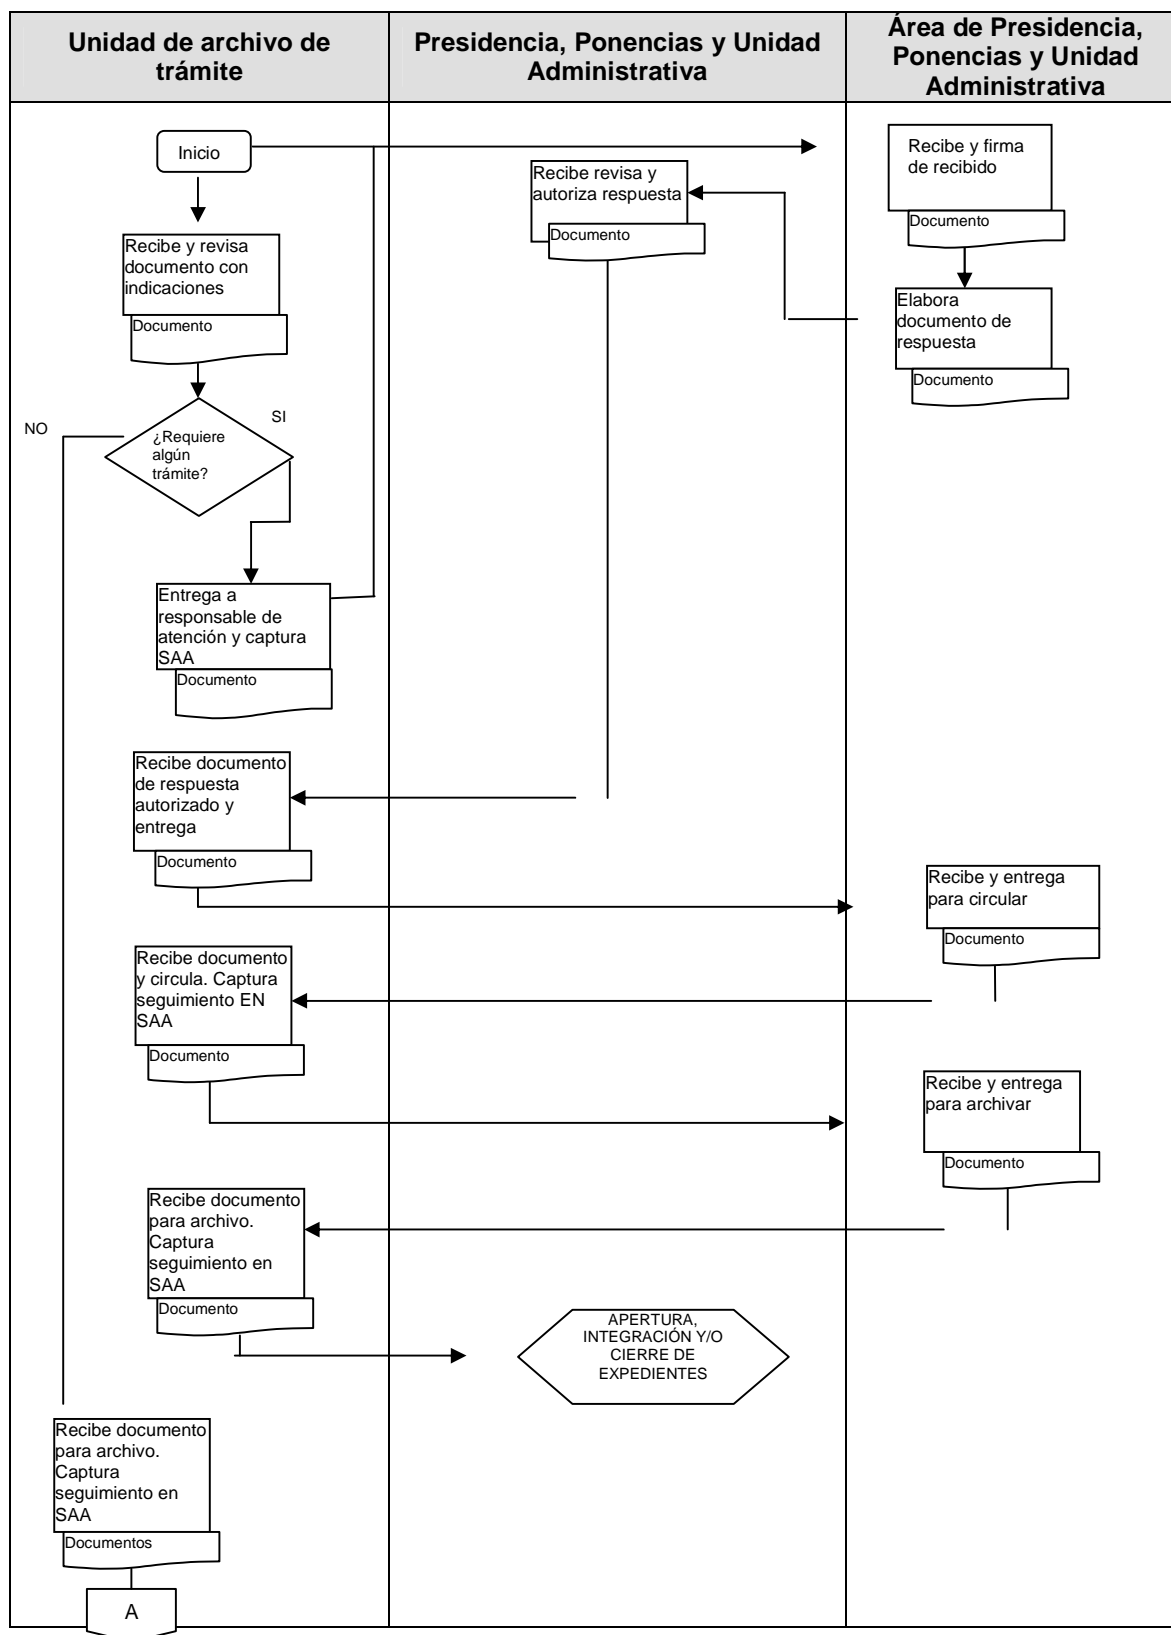 Unidad de archivo de
trámite
Presidencia, Ponencias y Unidad
Administrativa
Área de Presidencia,
Ponencias y Unidad
Administrativa
Inicio
Recibe y firma
de recibido
Documento
Recibe revisa y
autoriza respuesta
Documento
Recibe y revisa
documento con
indicaciones
Documento
Elabora
documento de
respuesta
Documento
NO
SI
¿Requiere
algún
trámite?
Entrega a
responsable de
atención y captura
SAA
Documento
Recibe documento
de respuesta
autorizado y
entrega
Documento
Recibe y entrega
para circular
Documento
Recibe documento
y circula. Captura
seguimiento EN
SAA
Documento
Recibe y entrega
para archivar
Documento
Recibe documento
para archivo.
Captura
seguimiento en
SAA
Documento
APERTURA,
INTEGRACIÓN Y/O
CIERRE DE
EXPEDIENTES
Recibe documento
para archivo.
Captura
seguimiento en
SAA
Documentos
A